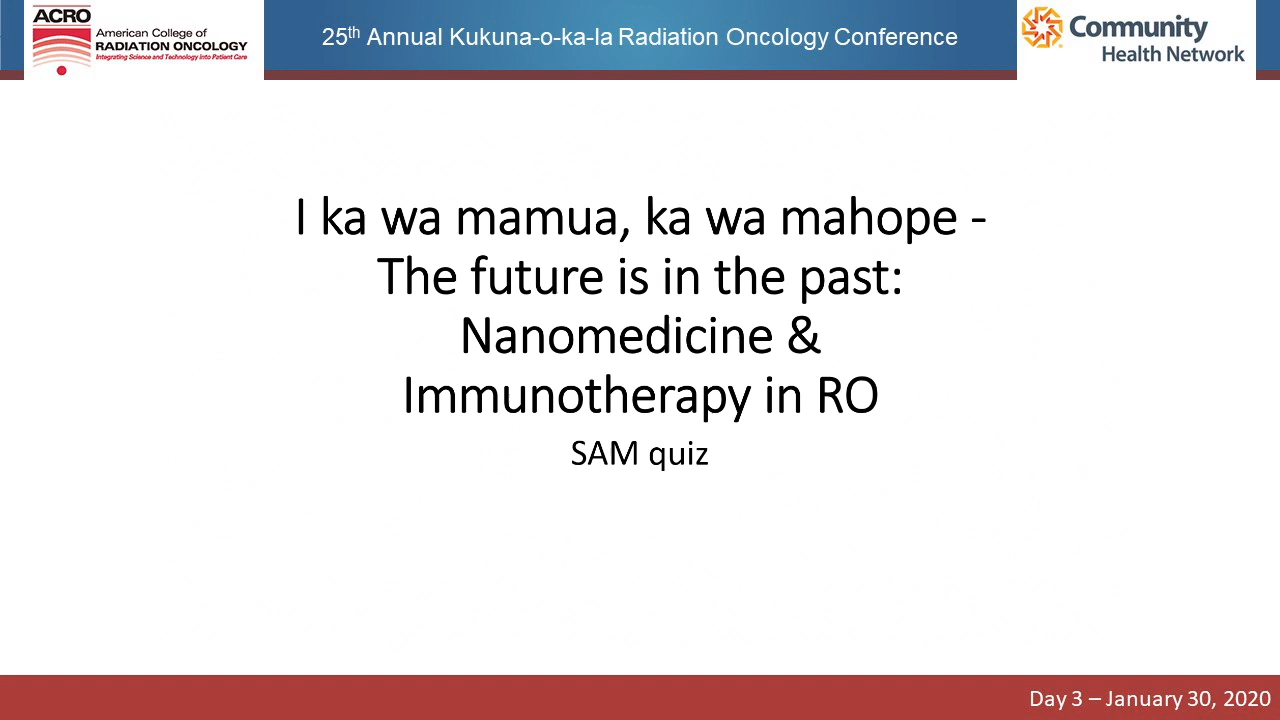 ACRO
American College of
RADIATION ONCOLOGY
Integrating Science and Technology into Patient Care
25th Annual Kukuna-o-ka-la Radiation Oncology Conference
Community
Health Network
I ka wa mamua, ka wa mahope -
The future is in the past:
Nanomedicine &
Immunotherapy in RO
SAM quiz
Day 3 – January 30, 2020